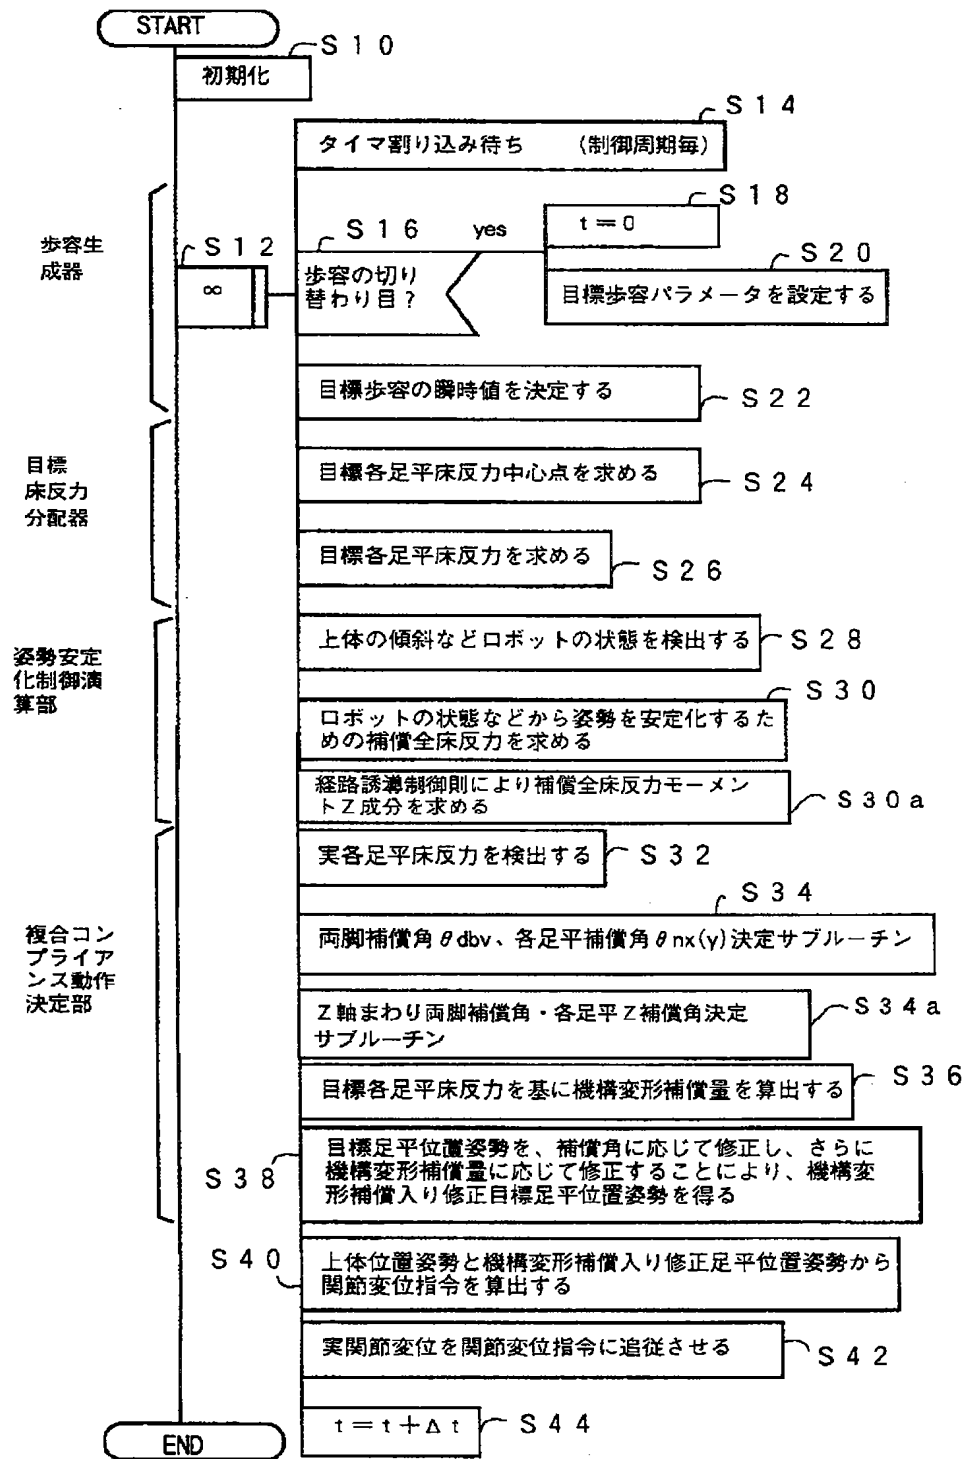 START
S10
初期化
S14
タイマ割り込み待ち (制御周期毎)
S18
t＝0
歩容生
成器
S12
∞
S16
yes
歩容の切り
替わり目？
S20
目標歩容パラメータを設定する
目標歩容の瞬時値を決定する
S22
目標
床反力
分配器
目標各足平床反力中心点を求める
S24
目標各足平床反力を求める
S26
姿勢安定
化制御演
算部
上体の傾斜などロボットの状態を検出する
S28
S30
ロボットの状態などから姿勢を安定化するた
めの補償全床反力を求める
経路誘導制御則により補償全床反力モーメン
トZ成分を求める
S30a
実各足平床反力を検出する
S32
複合コン
プライア
ンス動作
決定部
S34
両脚補償角θdbv、各足平補償角θnx(y)決定サブルーチン
Z軸まわり両脚補償角・各足平Z補償角決定
サブルーチン
S34a
目標各足平床反力を基に機構変形補償量を算出する
S36
S38
目標足平位置姿勢を、補償角に応じて修正し、さらに
機構変形補償量に応じて修正することにより、機構変
形補償入り修正目標足平位置姿勢を得る
S40
上体位置姿勢と機構変形補償入り修正足平位置姿勢から
関節変位指令を算出する
実関節変位を関節変位指令に追従させる
S42
t＝t＋Δt
S44
END